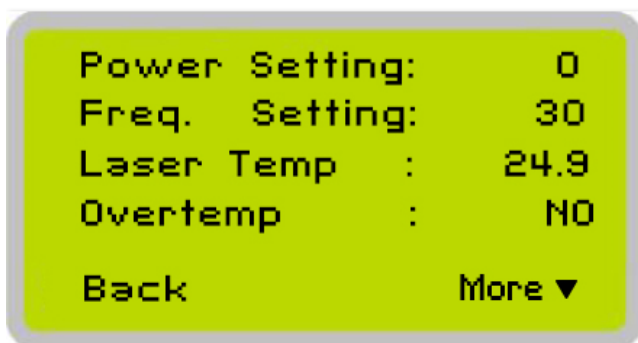 Power Setting: 0
Freq. Setting: 30
Laser Temp : 24.9
Overtemp : NO
Back More ▼